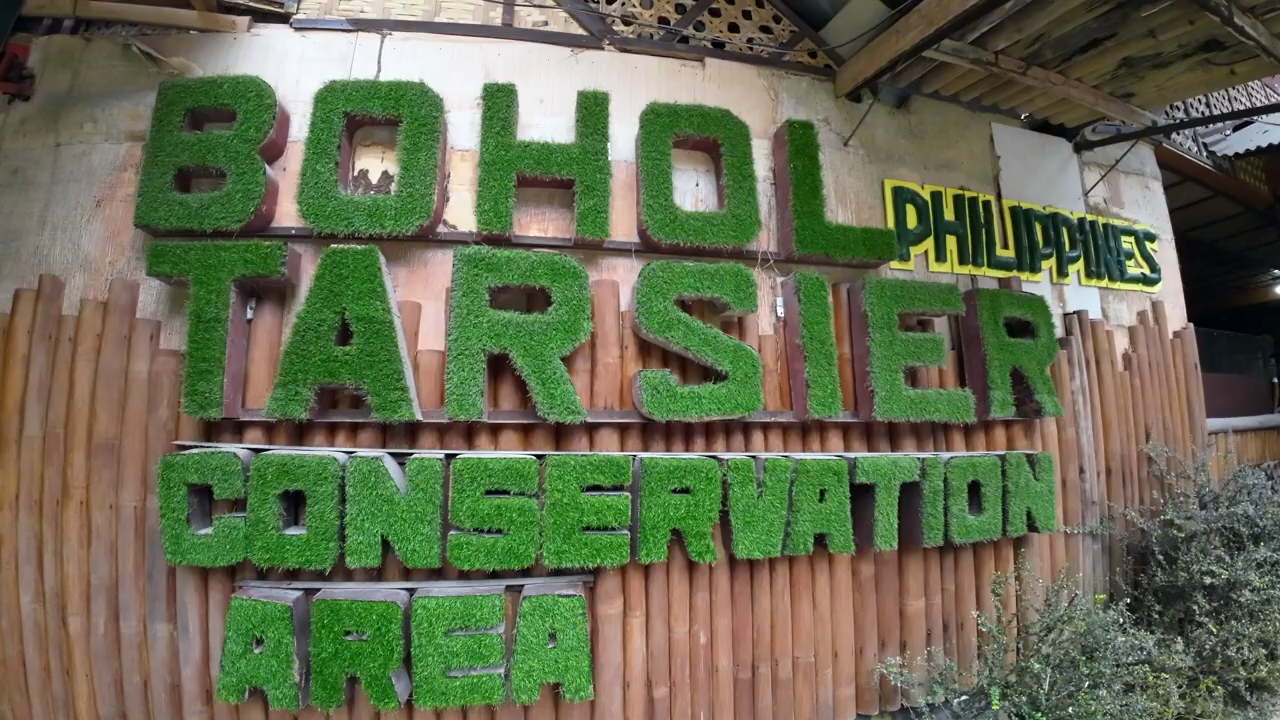 BOHOL
PHILIPPINES
TARSIER
CONSERVATION
AREA